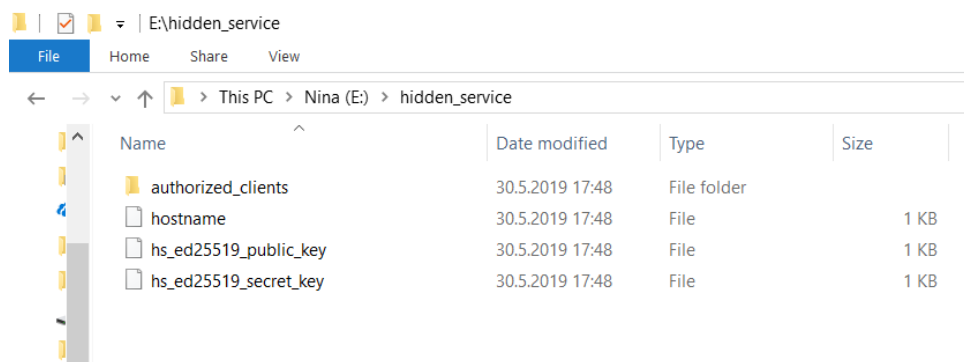 E:\hidden_service
File Home Share View
This PC > Nina (E:) > hidden_service
Name Date modified Type Size
authorized_clients 30.5.2019 17:48 File folder
hostname 30.5.2019 17:48 File 1 KB
hs_ed25519_public_key 30.5.2019 17:48 File 1 KB
hs_ed25519_secret_key 30.5.2019 17:48 File 1 KB